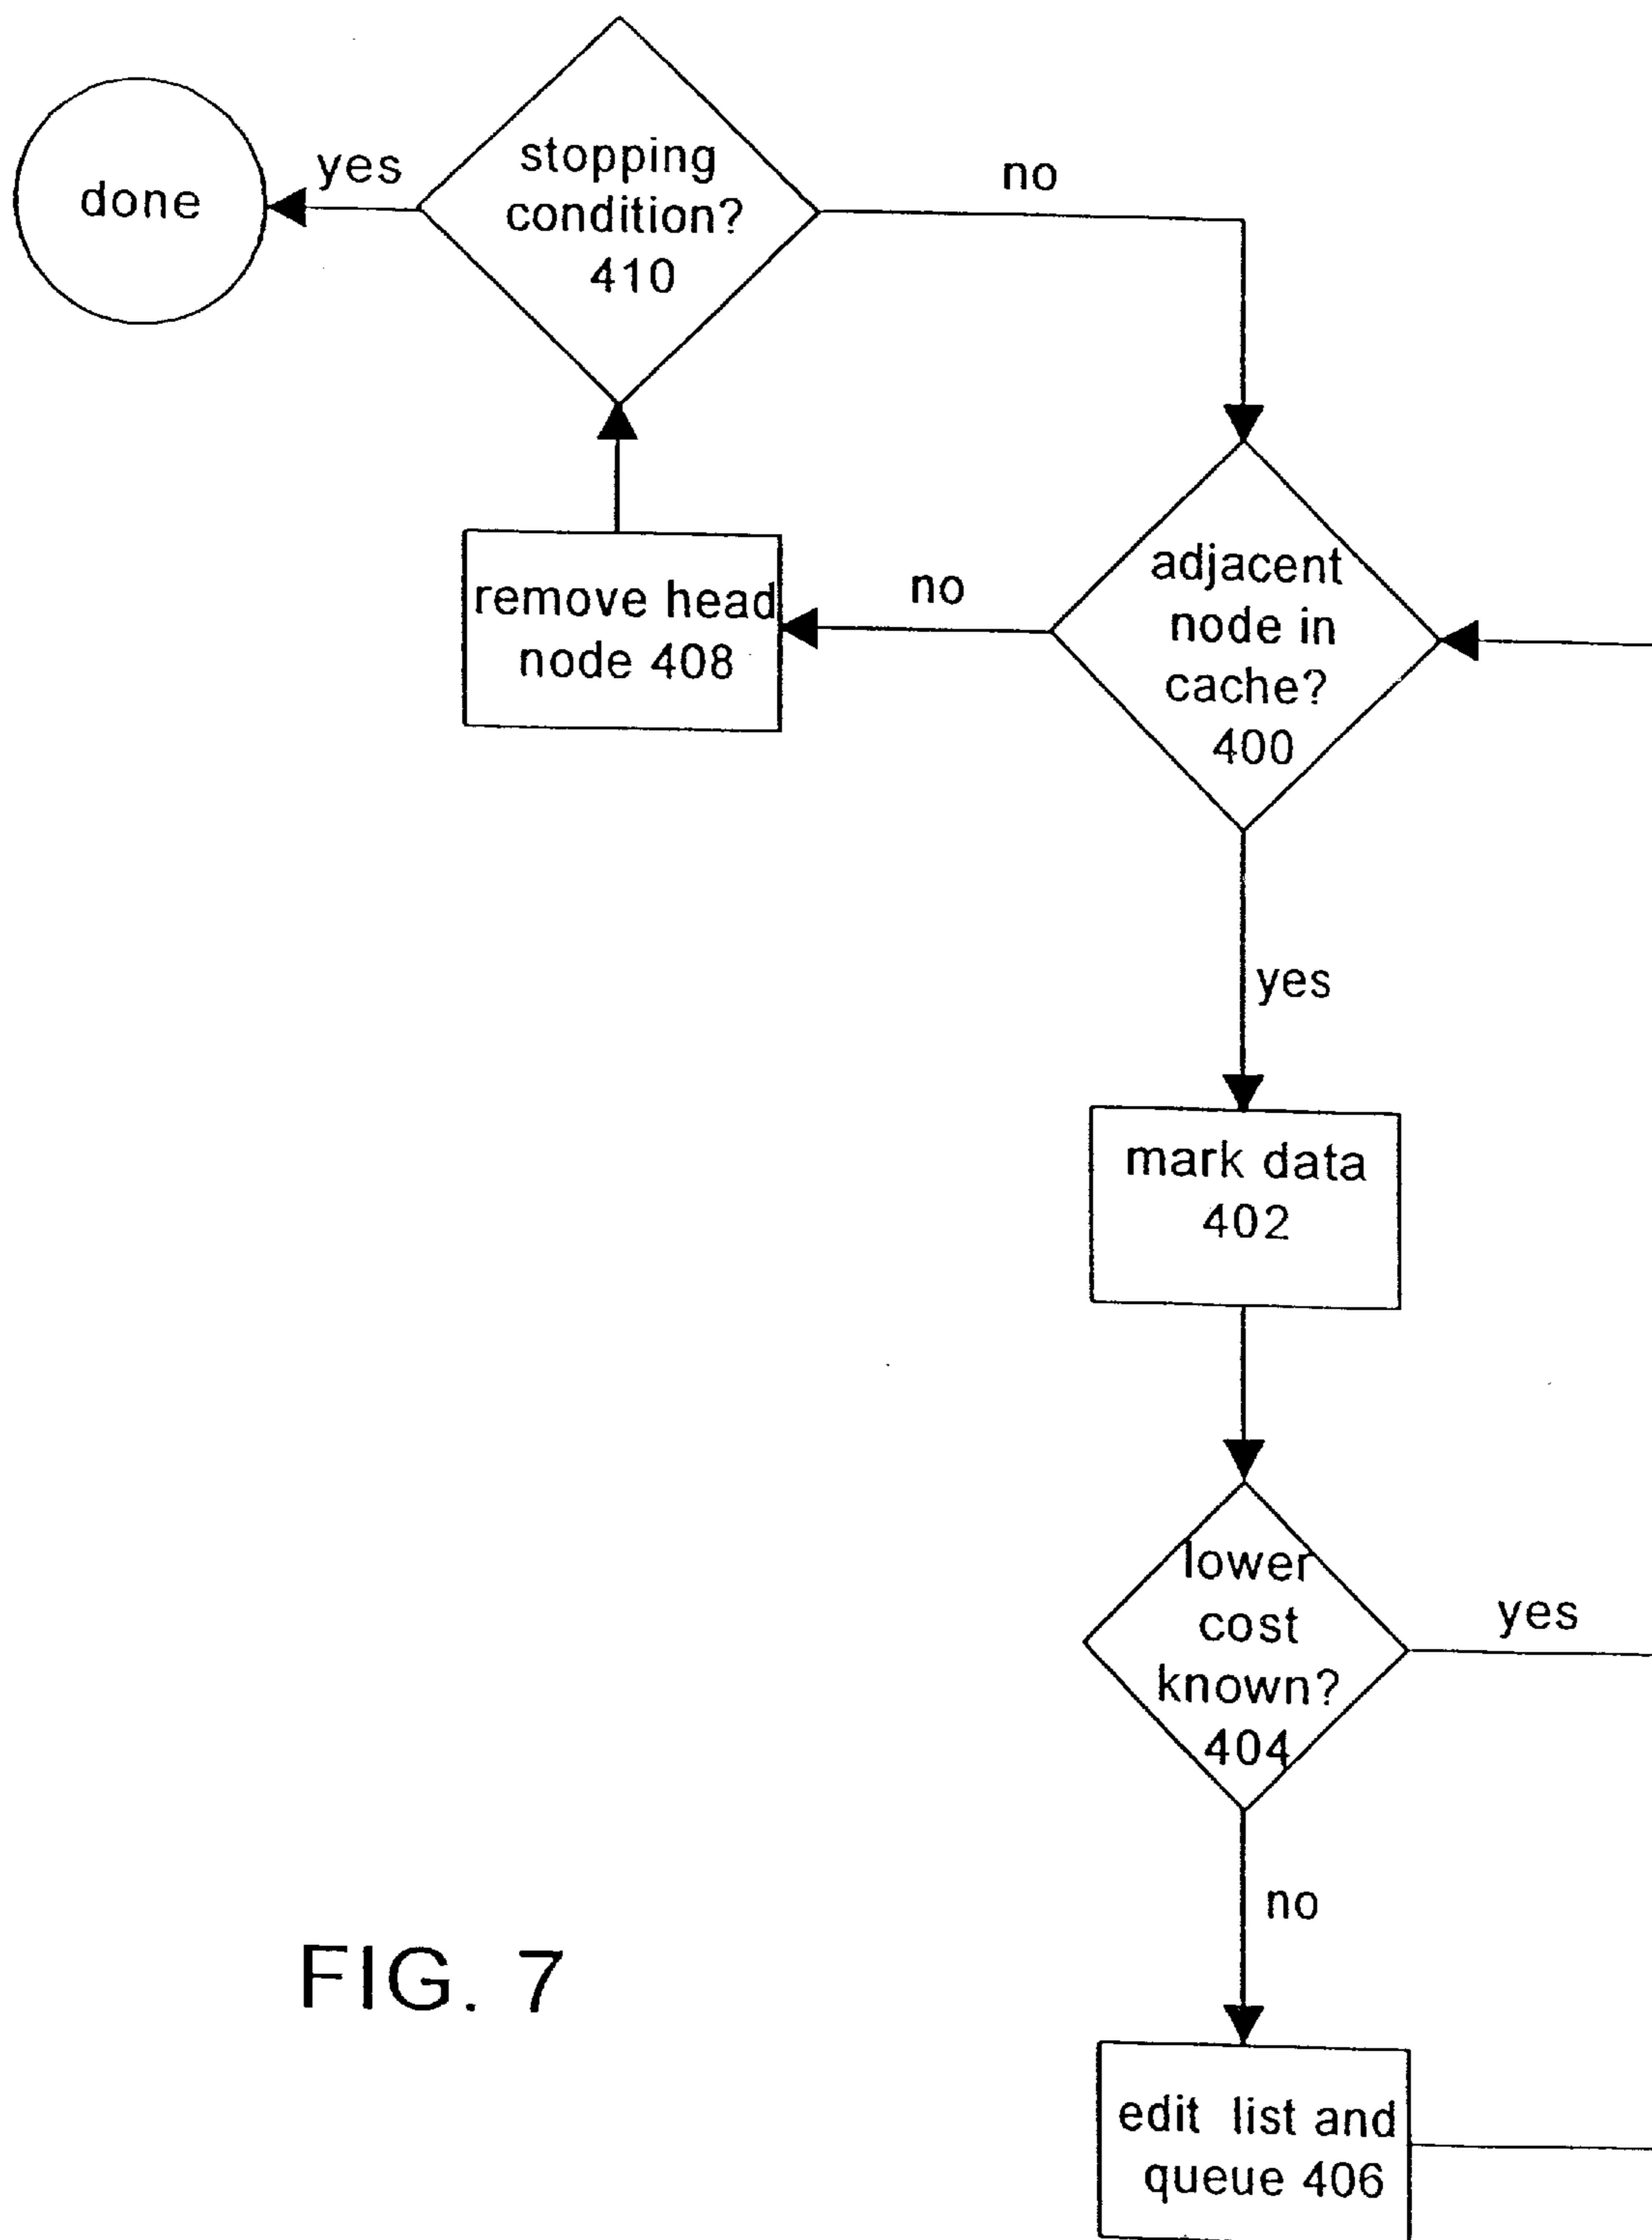 done
yes
stopping
condition?
410
no
remove head
node 408
no
adjacent
node in
cache?
400
yes
mark data
402
lower
cost
known?
404
yes
no
edit list and
queue 406
FIG. 7